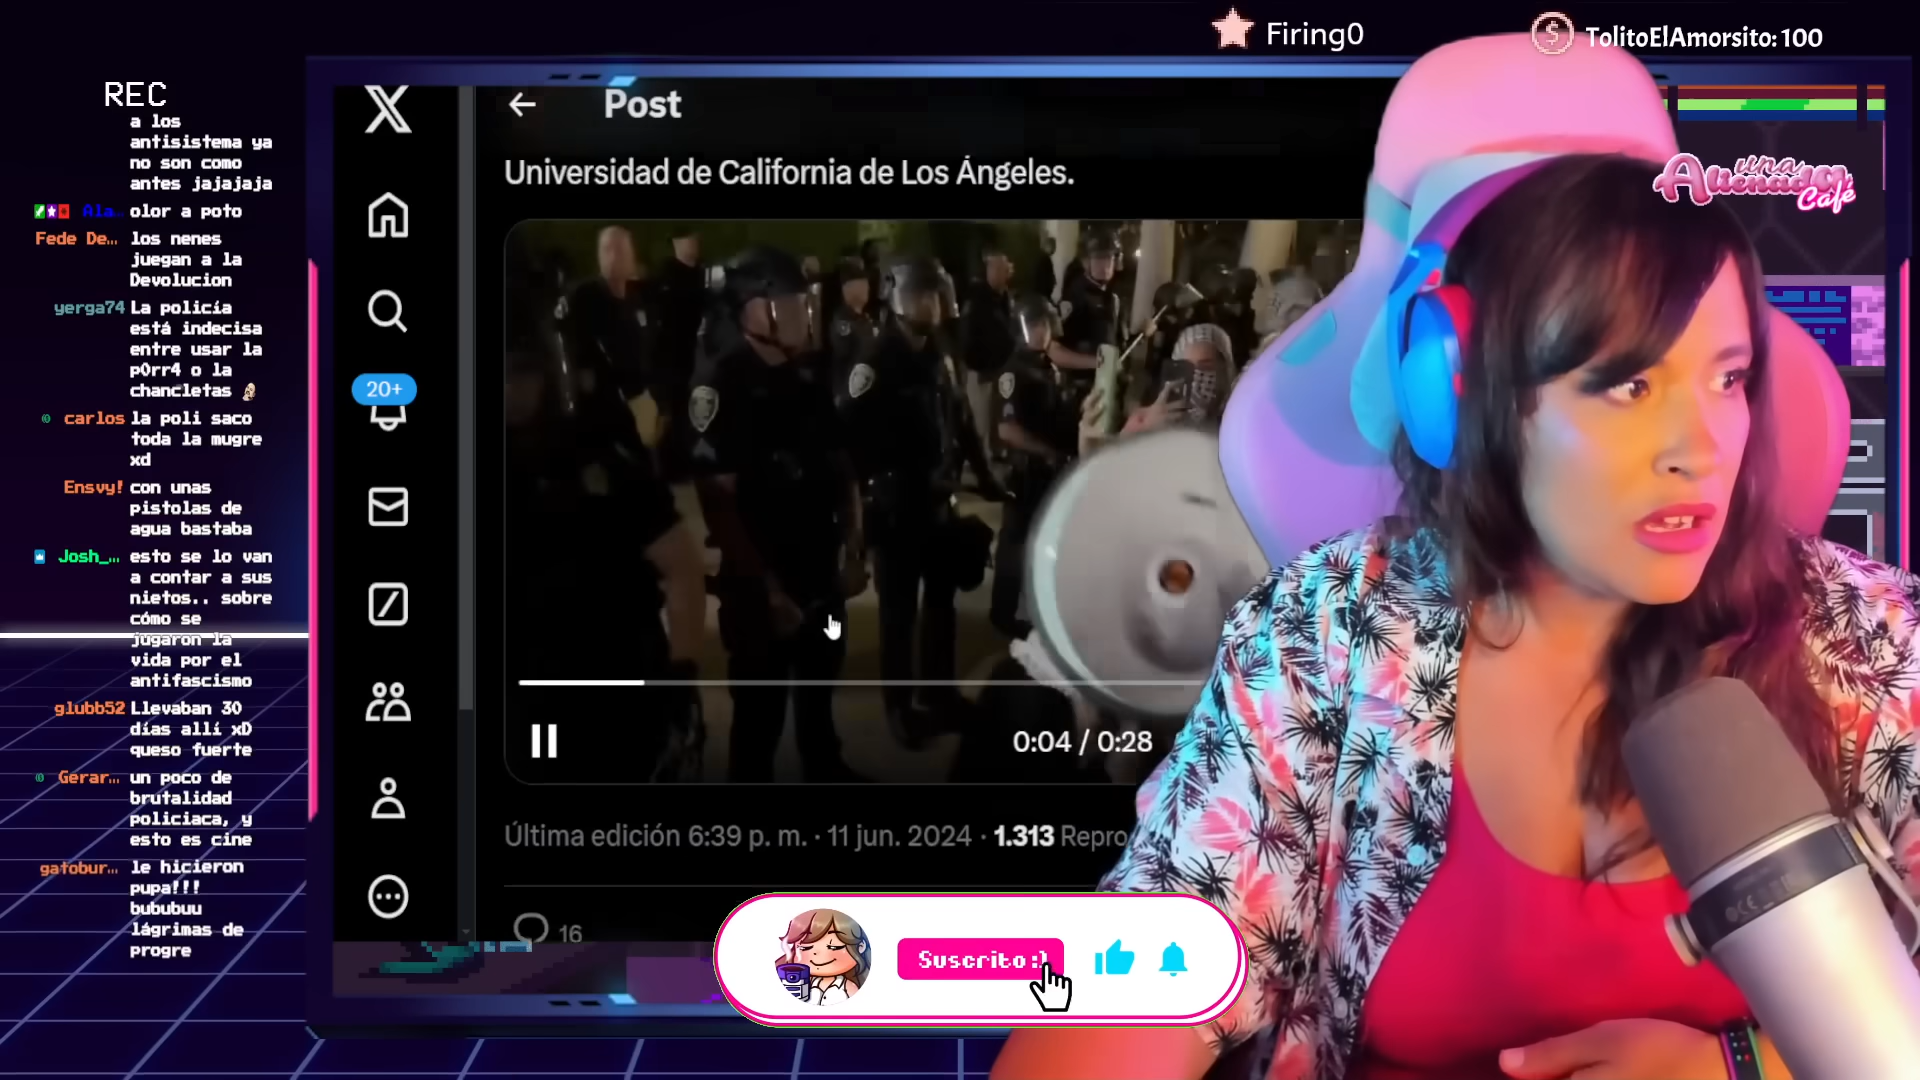 Firing0
TolitoElAmorsito: 100
REC
a los
antisistema ya
no son como
antes jajajaja
Ala… olor a poto
Fede De… los nenes
juegan a la
Devolucion
yerga74 La policía
está indecisa
entre usar la
p0rr4 o la
chancletas
carlos la poli saco
toda la mugre
xd
Ensvy! con unas
pistolas de
agua bastaba
Josh_… esto se lo van
a contar a sus
nietos.. sobre
cómo se
jugaron la
vida por el
antifascismo
glubb52 Llevaban 30
días allí xD
queso fuerte
Gerar… un poco de
brutalidad
policiaca, y
esto es cine
gatobur… le hicieron
pupa!!!
bububuu
lágrimas de
progre
X
20+
Post
Universidad de California de Los Ángeles.
0:04 / 0:28
Última edición 6:39 p. m. · 11 jun. 2024 · 1.313 Repro
16
Suscrito :)
una
Alienada
Café